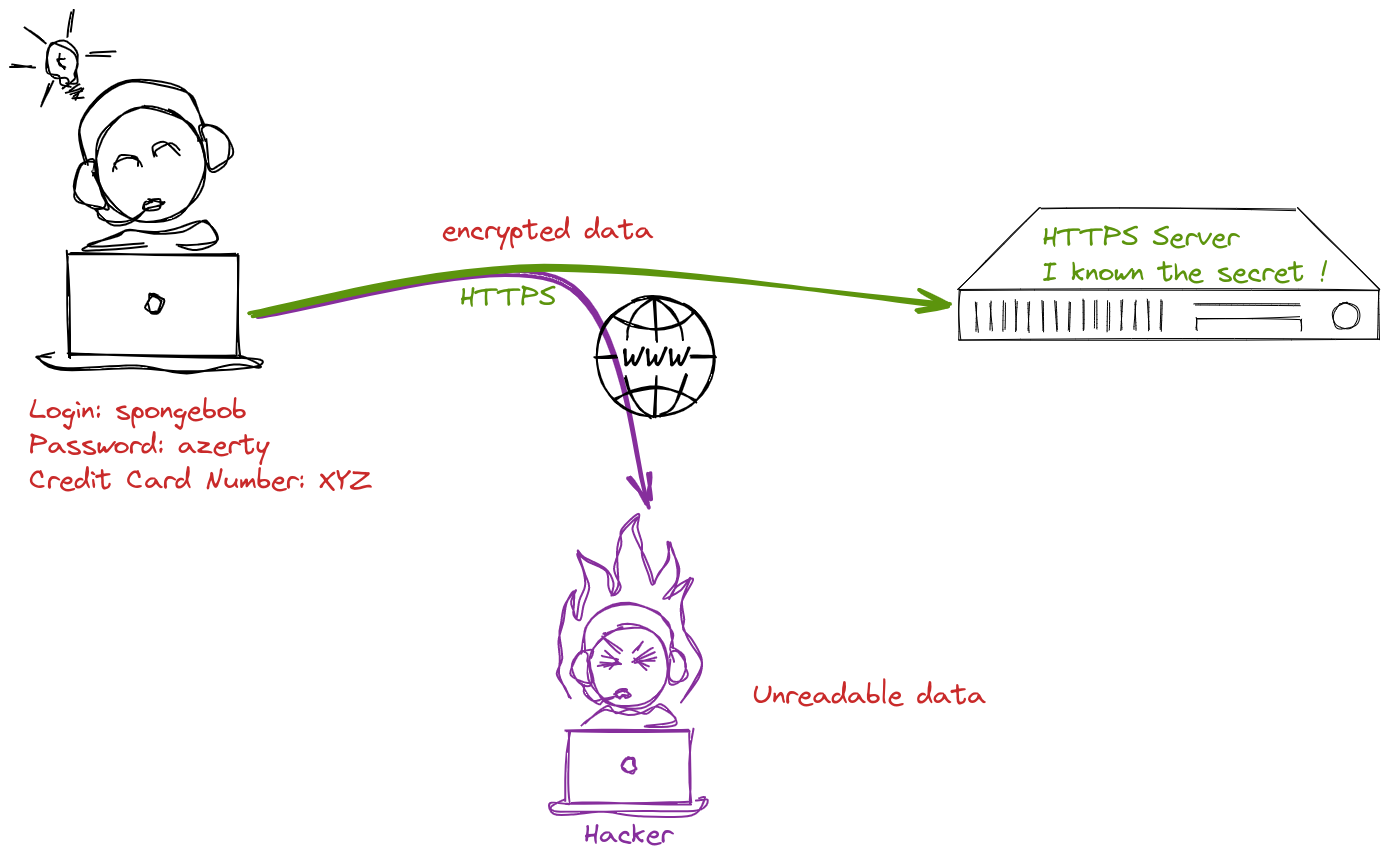 encrypted data
HTTPS
HTTPS Server
I known the secret !
WWW
Login: spongebob
Password: azerty
Credit Card Number: XYZ
Unreadable data
Hacker